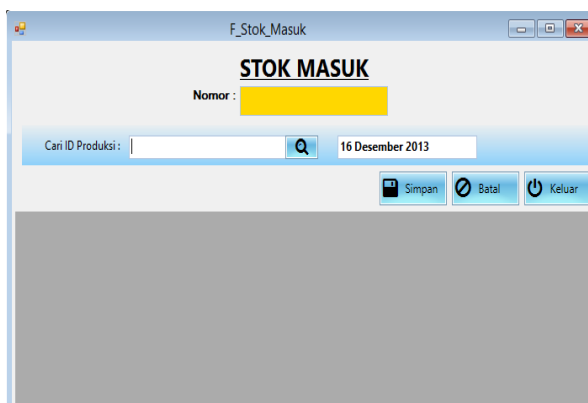 F_Stok_Masuk
STOK MASUK
Nomor :
Cari ID Produksi : 16 Desember 2013
Simpan Batal Keluar